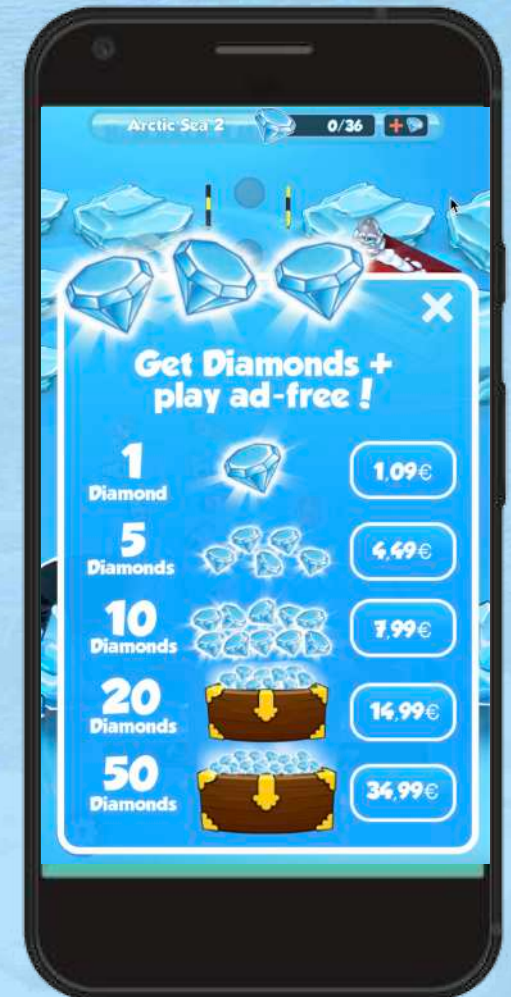 Arctic Sea 2
0/36
Get Diamonds +
play ad-free!
1
Diamond
1,09€
5
Diamonds
4,49€
10
Diamonds
7,99€
20
Diamonds
14,99€
50
Diamonds
34,99€